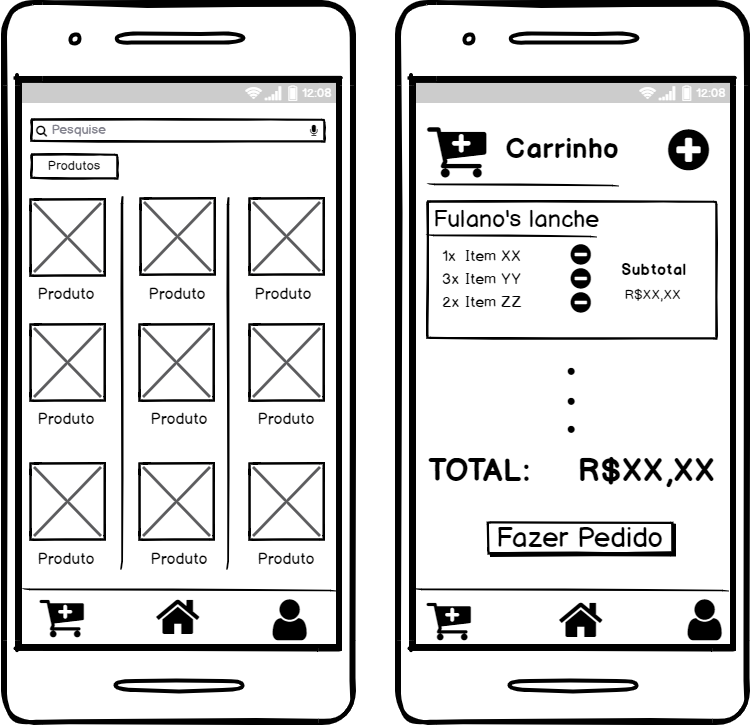 12:08
Pesquise
Produtos
Produto Produto Produto
Produto Produto Produto
Produto Produto Produto
12:08
Carrinho
Fulano's lanche
1x Item XX
3x Item YY
2x Item ZZ
Subtotal
R$XX,XX
TOTAL: R$XX,XX
Fazer Pedido